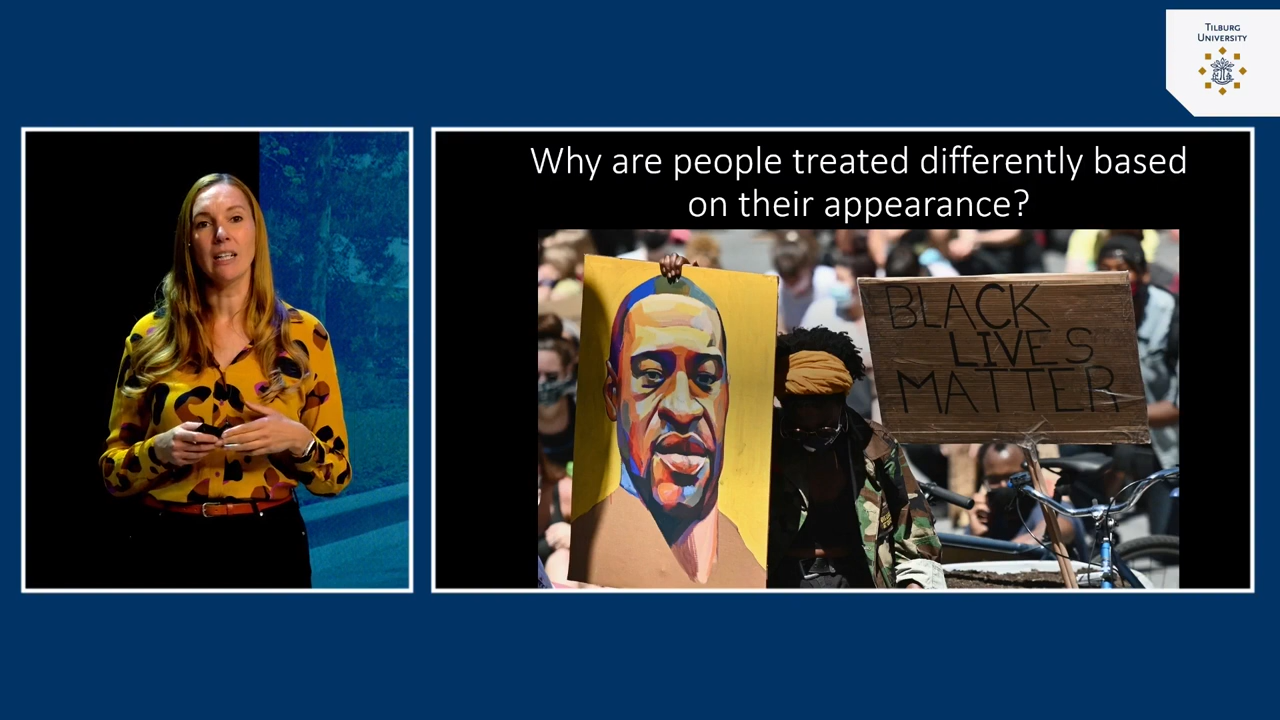 TILBURG
UNIVERSITY
Why are people treated differently based
on their appearance?
BLACK
LIVES
MATTER